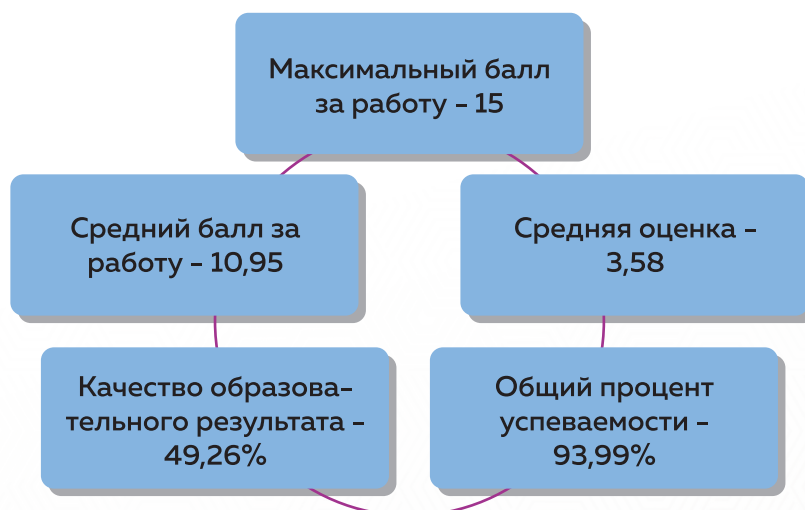 Максимальный балл
за работу – 15
Средний балл за
работу – 10,95
Средняя оценка –
3,58
Качество образова-
тельного результата –
49,26%
Общий процент
успеваемости –
93,99%